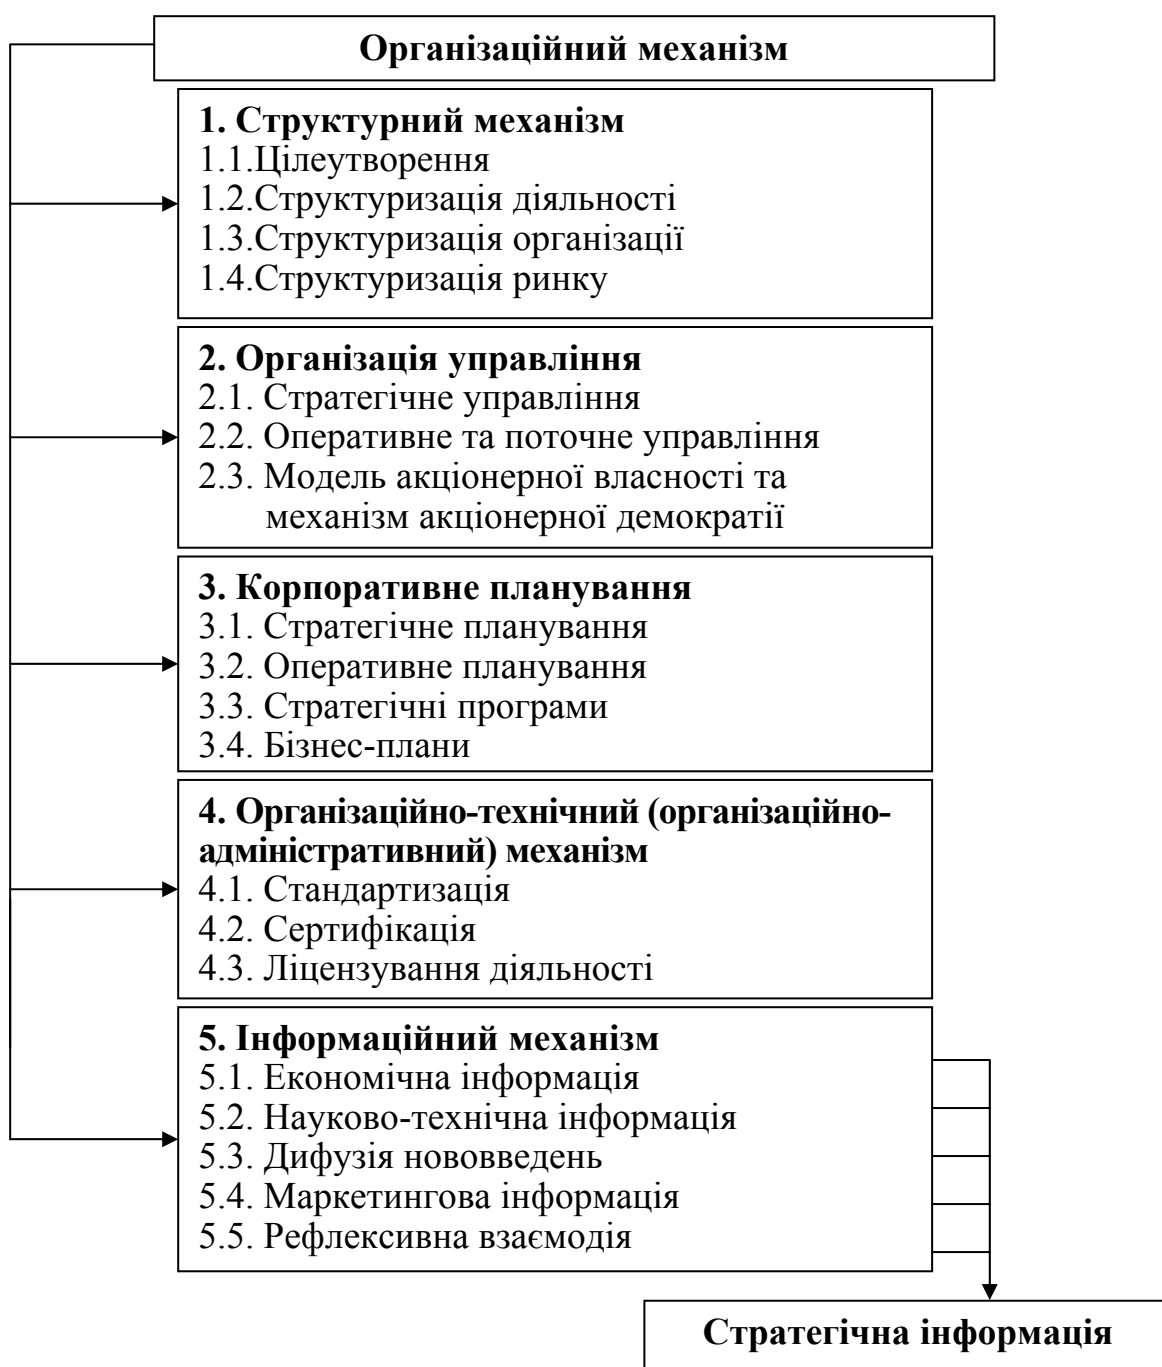 Організаційний механізм
1. Структурний механізм
1.1.Цілеутворення
1.2.Структуризація діяльності
1.3.Структуризація організації
1.4.Структуризація ринку
2. Організація управління
2.1. Стратегічне управління
2.2. Оперативне та поточне управління
2.3. Модель акціонерної власності та
механізм акціонерної демократії
3. Корпоративне планування
3.1. Стратегічне планування
3.2. Оперативне планування
3.3. Стратегічні програми
3.4. Бізнес-плани
4. Організаційно-технічний (організаційно-
адміністративний) механізм
4.1. Стандартизація
4.2. Сертифікація
4.3. Ліцензування діяльності
5. Інформаційний механізм
5.1. Економічна інформація
5.2. Науково-технічна інформація
5.3. Дифузія нововведень
5.4. Маркетингова інформація
5.5. Рефлексивна взаємодія
Стратегічна інформація